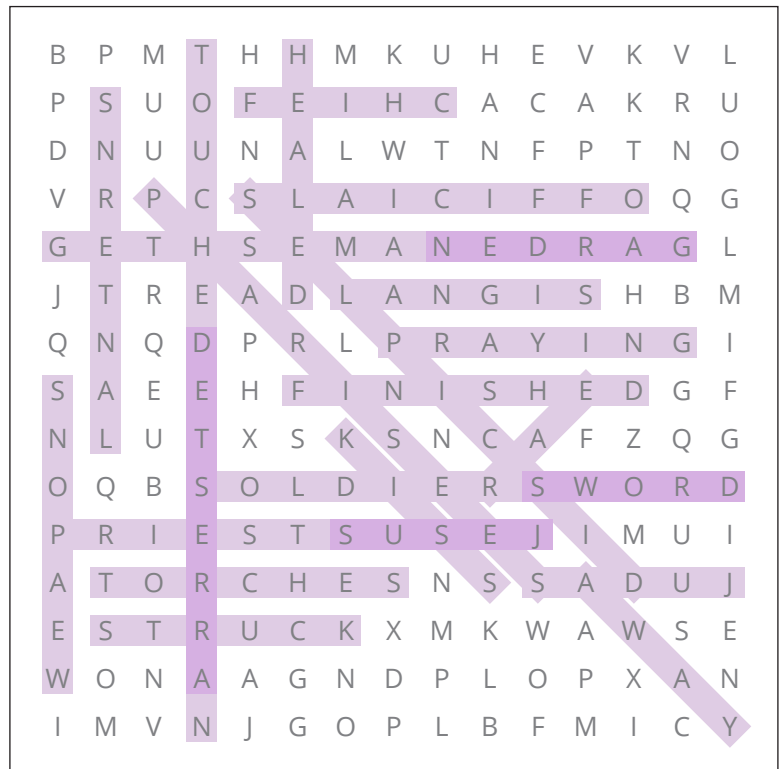 B P M T H H M K U H E V K V L
P S U O F E I H C A C A K R U
D N U U N A L W T N F P T N O
V R P C S L A I C I F F O Q G
G E T H S E M A N E D R A G L
J T R E A D L A N G I S H B M
Q N Q D P R L P R A Y I N G I
S A E E H F I N I S H E D G F
N L U T X S K S N C A F Z Q G
O Q B S O L D I E R S W O R D
P R I E S T S U S E J I M U I
A T O R C H E S N S S A D U J
E S T R U C K X M K W A W S E
W O N A A G N D P L O P X A N
I M V N J G O P L B F M I C Y